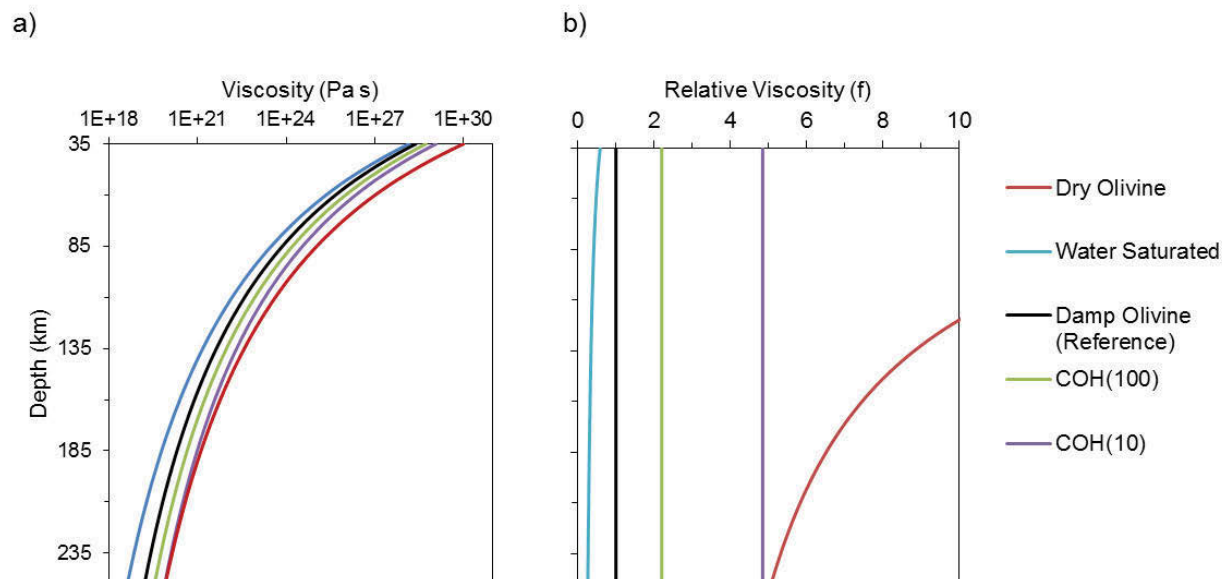 a)
Viscosity (Pa s)
1E+18 1E+21 1E+24 1E+27 1E+30
35
85
135
185
235
Depth (km)
b)
Relative Viscosity (f)
0 2 4 6 8 10
Dry Olivine
Water Saturated
Damp Olivine
(Reference)
COH(100)
COH(10)